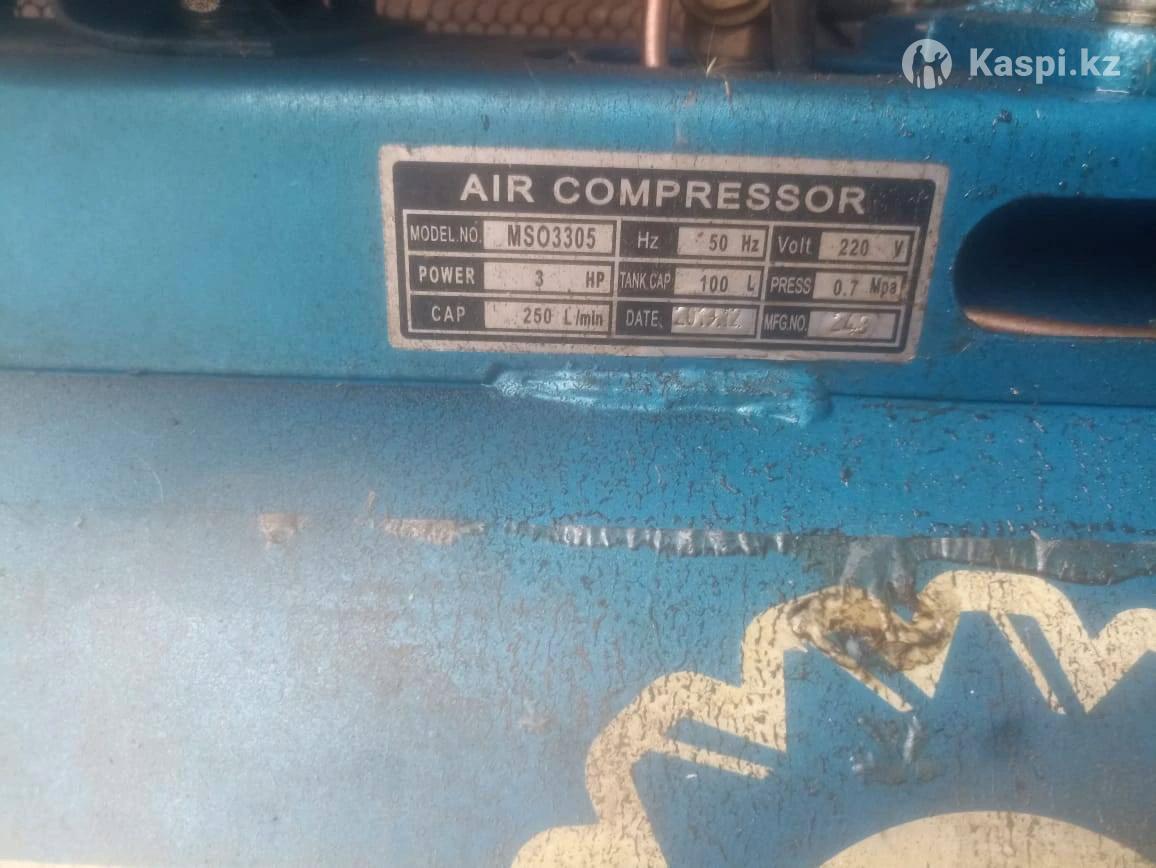 Kaspi.kz
AIR COMPRESSOR
MODEL.NO. MSO3305 Hz 50 Hz Volt 220 V
POWER 3 HP TANK CAP 100 L PRESS 0.7 Mpa
CAP 250 L/min DATE MFG.NO.